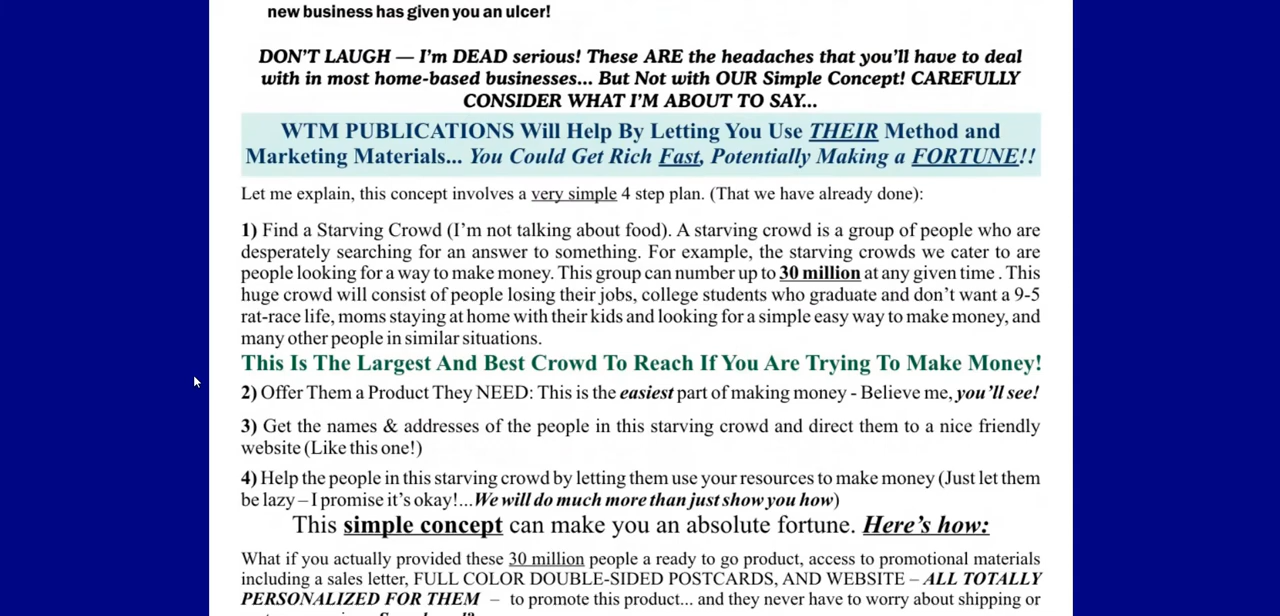 new business has given you an ulcer!
DON'T LAUGH — I'm DEAD serious! These ARE the headaches that you'll have to deal
with in most home-based businesses... But Not with OUR Simple Concept! CAREFULLY
CONSIDER WHAT I'M ABOUT TO SAY...
WTM PUBLICATIONS Will Help By Letting You Use THEIR Method and
Marketing Materials... You Could Get Rich Fast, Potentially Making a FORTUNE!!
Let me explain, this concept involves a very simple 4 step plan. (That we have already done):
1) Find a Starving Crowd (I'm not talking about food). A starving crowd is a group of people who are
desperately searching for an answer to something. For example, the starving crowds we cater to are
people looking for a way to make money. This group can number up to 30 million at any given time . This
huge crowd will consist of people losing their jobs, college students who graduate and don't want a 9-5
rat-race life, moms staying at home with their kids and looking for a simple easy way to make money, and
many other people in similar situations.
This Is The Largest And Best Crowd To Reach If You Are Trying To Make Money!
2) Offer Them a Product They NEED: This is the easiest part of making money - Believe me, you'll see!
3) Get the names & addresses of the people in this starving crowd and direct them to a nice friendly
website (Like this one!)
4) Help the people in this starving crowd by letting them use your resources to make money (Just let them
be lazy – I promise it's okay!...We will do much more than just show you how)
This simple concept can make you an absolute fortune. Here's how:
What if you actually provided these 30 million people a ready to go product, access to promotional materials
including a sales letter, FULL COLOR DOUBLE-SIDED POSTCARDS, AND WEBSITE – ALL TOTALLY
PERSONALIZED FOR THEM – to promote this product... and they never have to worry about shipping or